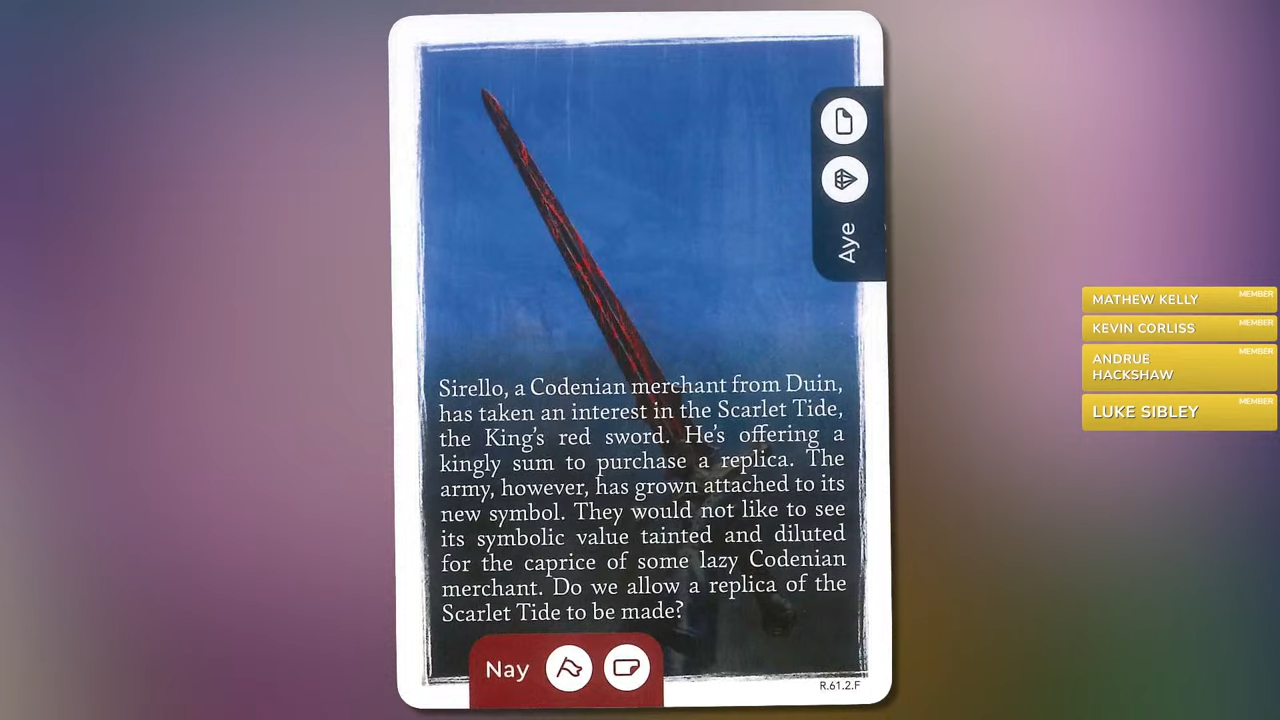 Aye
Sirello, a Codenian merchant from Duin,
has taken an interest in the Scarlet Tide,
the King's red sword. He's offering a
kingly sum to purchase a replica. The
army, however, has grown attached to its
new symbol. They would not like to see
its symbolic value tainted and diluted
for the caprice of some lazy Codenian
merchant. Do we allow a replica of the
Scarlet Tide to be made?
Nay
R.61.2.F
MATHEW KELLY MEMBER
KEVIN CORLISS MEMBER
ANDRUE MEMBER
HACKSHAW
LUKE SIBLEY MEMBER